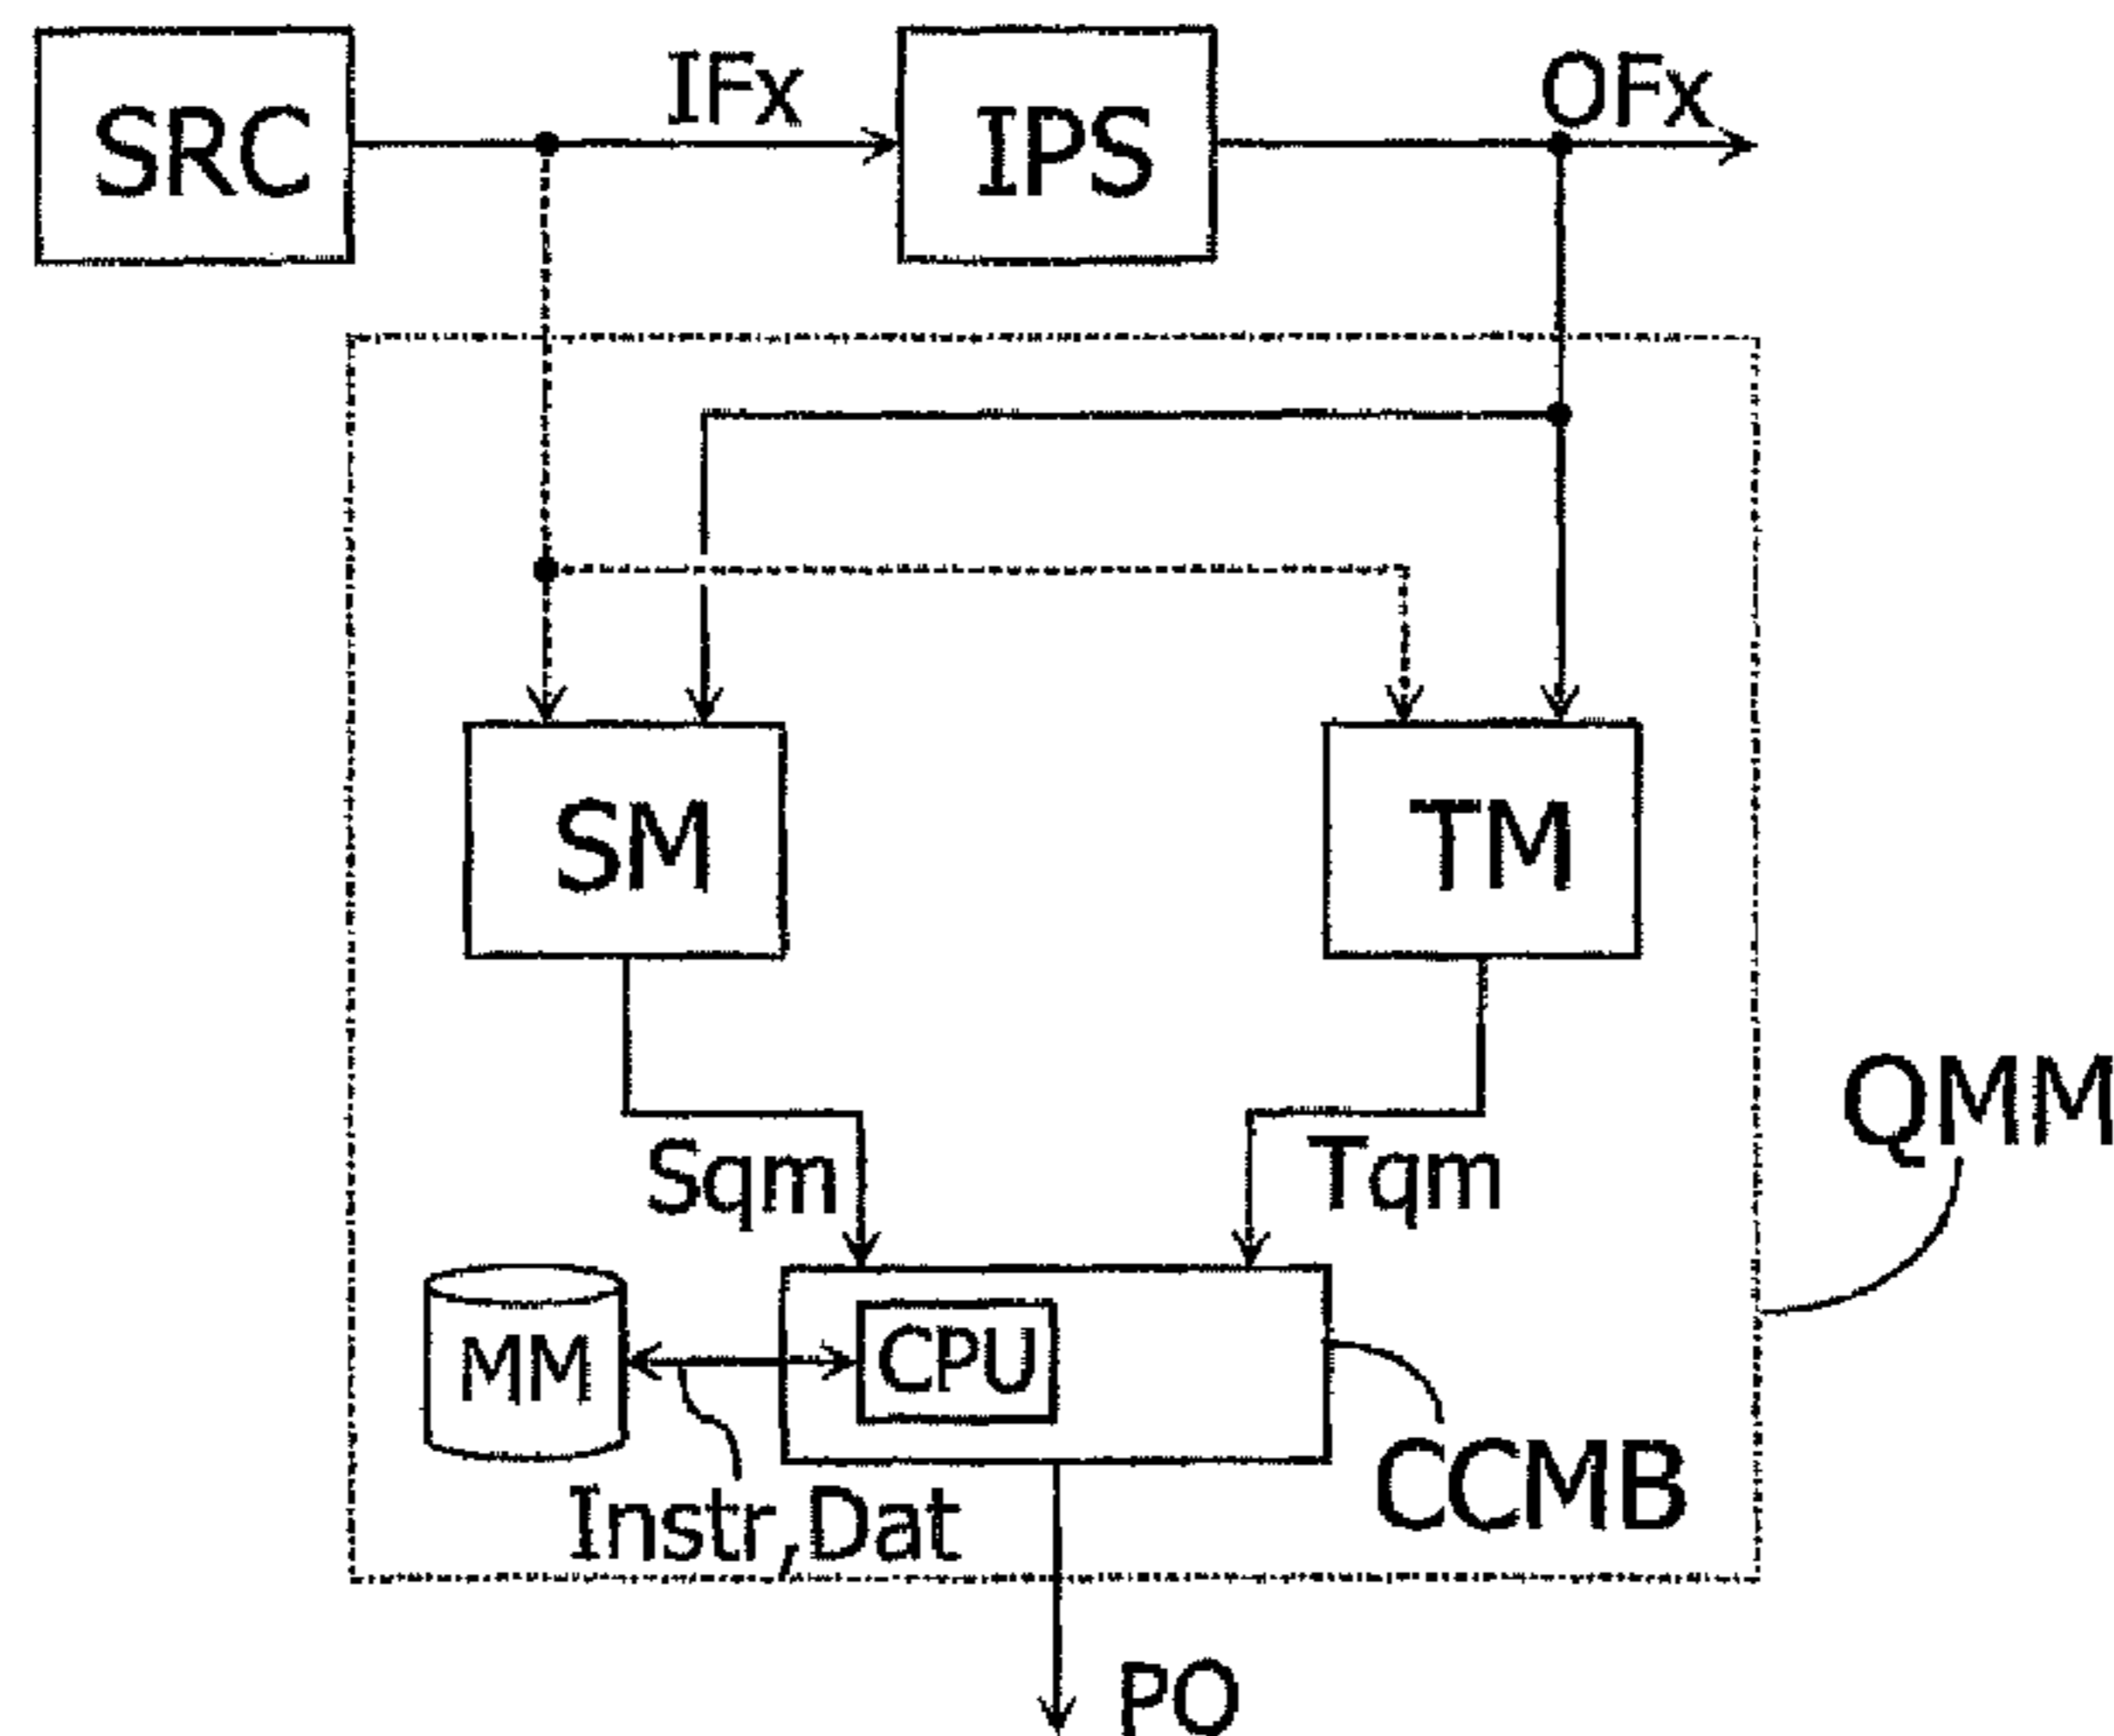 SRC
IFx
IPS
OFx
SM
TM
QMM
Sqm
Tqm
MM
CPU
CCMB
Instr,Dat
PO